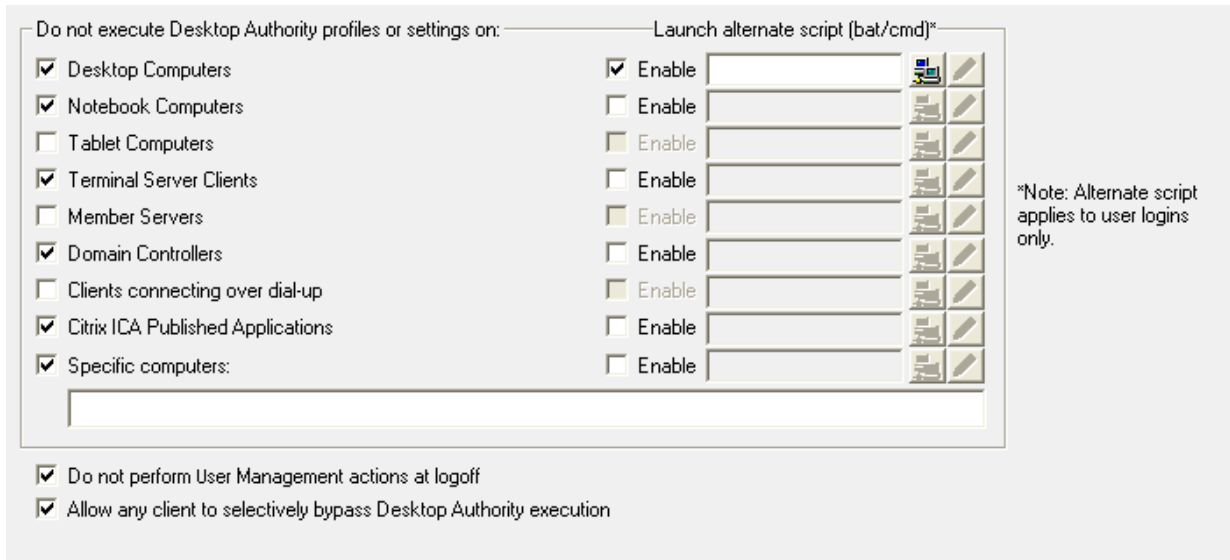 Do not execute Desktop Authority profiles or settings on: Launch alternate script (bat/cmd)*
Desktop Computers Enable
Notebook Computers Enable
Tablet Computers Enable
Terminal Server Clients Enable
Member Servers Enable
Domain Controllers Enable
Clients connecting over dial-up Enable
Citrix ICA Published Applications Enable
Specific computers: Enable
*Note: Alternate script
applies to user logins
only.
Do not perform User Management actions at logoff
Allow any client to selectively bypass Desktop Authority execution